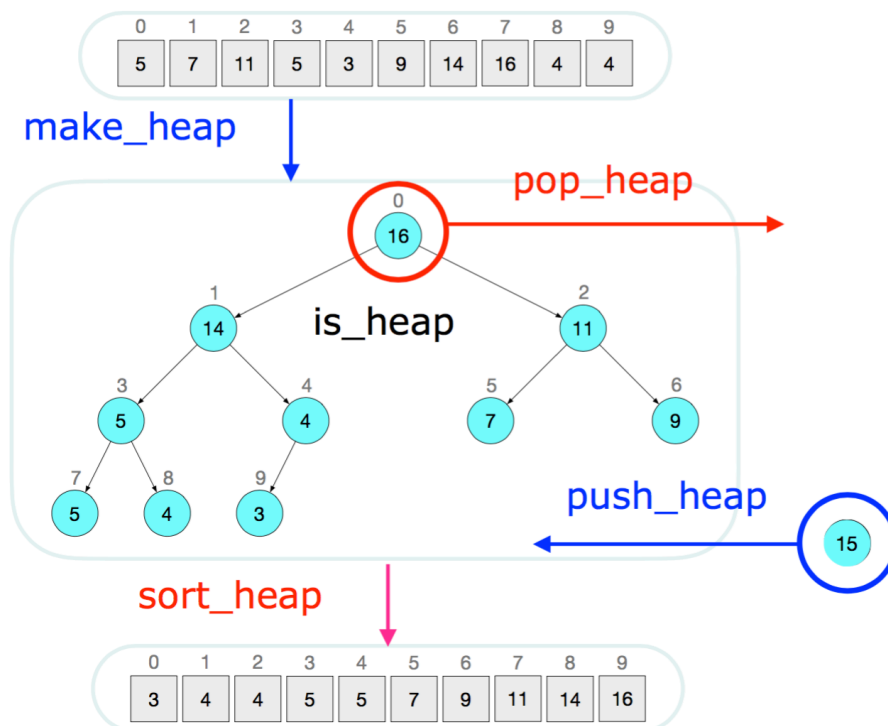 0 1 2 3 4 5 6 7 8 9
5 7 11 5 3 9 14 16 4 4
make_heap
pop_heap
0
16
1 2
14 is_heap 11
3 4 5 6
5 4 7 9
7 8 9
5 4 3
push_heap
15
sort_heap
0 1 2 3 4 5 6 7 8 9
3 4 4 5 5 7 9 11 14 16